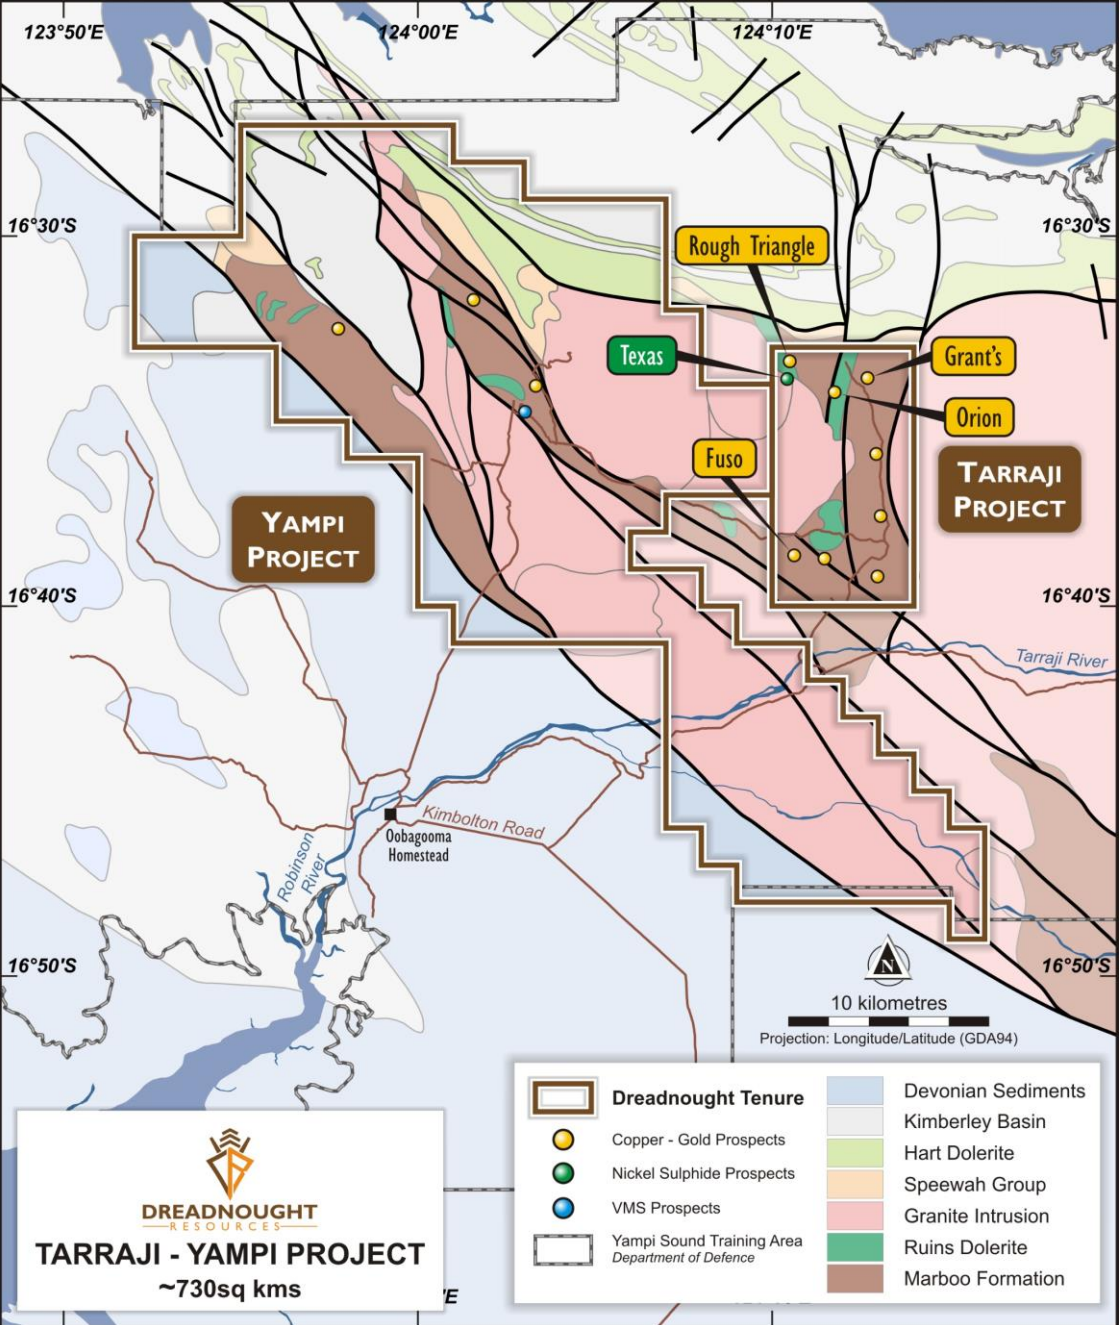 123°50'E
124°00'E
124°10'E
16°30'S
16°30'S
Rough Triangle
Texas
Grant's
Orion
Fuso
TARRAJI
PROJECT
YAMPI
PROJECT
16°40'S
16°40'S
Tarraji River
Kimbolton Road
Oobagooma
Homestead
Robinson
River
16°50'S
16°50'S
N
10 kilometres
Projection: Longitude/Latitude (GDA94)
Dreadnought Tenure
Copper - Gold Prospects
Nickel Sulphide Prospects
VMS Prospects
Yampi Sound Training Area
Department of Defence
Devonian Sediments
Kimberley Basin
Hart Dolerite
Speewah Group
Granite Intrusion
Ruins Dolerite
Marboo Formation
DREADNOUGHT
RESOURCES
TARRAJI - YAMPI PROJECT
~730sq kms
'E